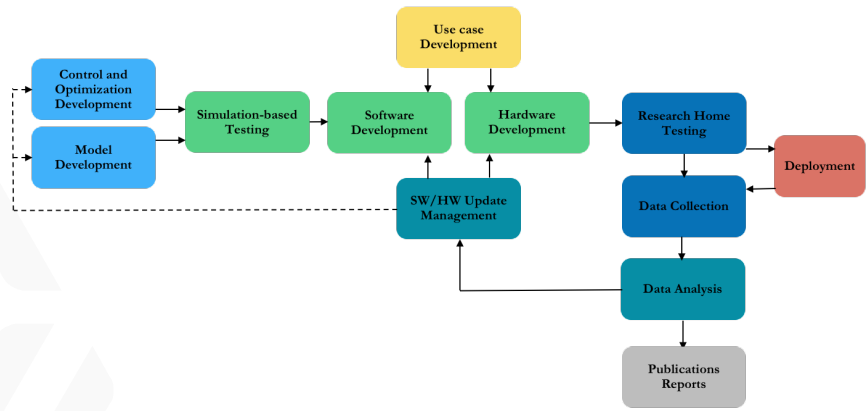 Use case
Development
Control and
Optimization
Development
Simulation-based
Testing
Software
Development
Hardware
Development
Research Home
Testing
Model
Development
Deployment
SW/HW Update
Management
Data Collection
Data Analysis
Publications
Reports